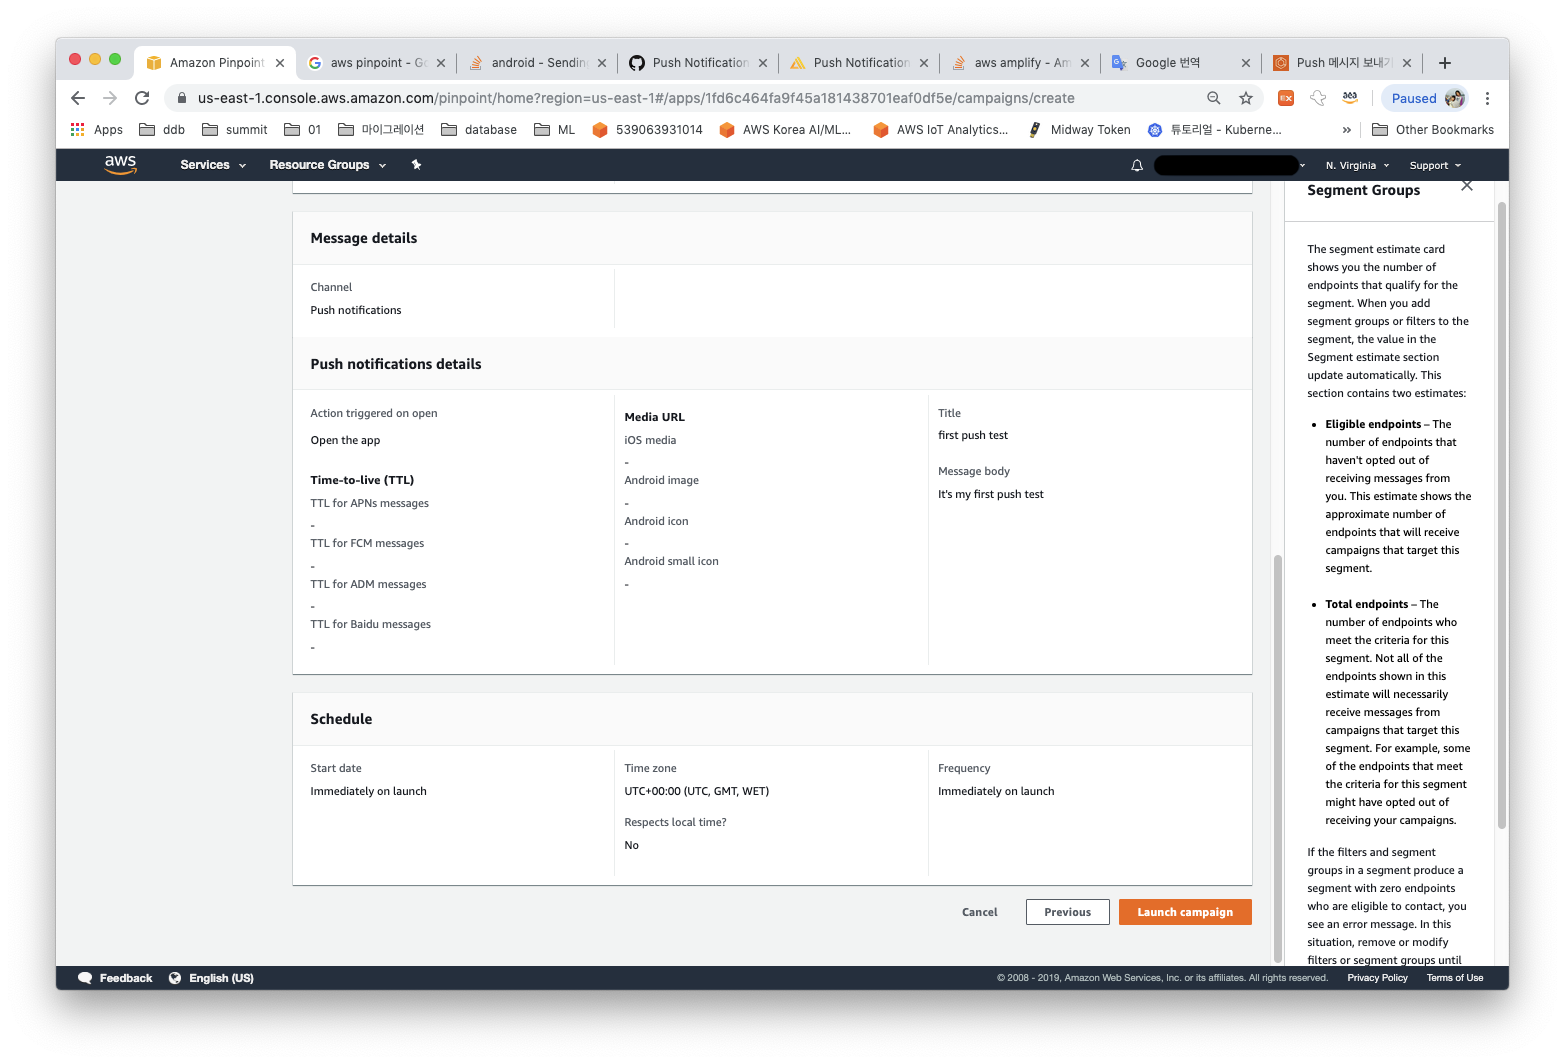 Amazon Pinpoint
aws pinpoint - Go
android - Sending
Push Notification
Push Notification
aws amplify - Am
Google 번역
Push 메시지 보내기
us-east-1.console.aws.amazon.com/pinpoint/home?region=us-east-1#/apps/1fd6c464fa9f45a181438701eaf0df5e/campaigns/create
Paused
Apps
ddb
summit
01
마이그레이션
database
ML
539063931014
AWS Korea AI/ML...
AWS IoT Analytics...
Midway Token
튜토리얼 - Kuberne...
»
Other Bookmarks
aws
Services
Resource Groups
N. Virginia
Support
Message details
Channel
Push notifications
Push notifications details
Action triggered on open
Open the app
Time-to-live (TTL)
TTL for APNs messages
-
TTL for FCM messages
-
TTL for ADM messages
-
TTL for Baidu messages
-
Media URL
iOS media
-
Android image
-
Android icon
-
Android small icon
-
Title
first push test
Message body
It's my first push test
Schedule
Start date
Immediately on launch
Time zone
UTC+00:00 (UTC, GMT, WET)
Respects local time?
No
Frequency
Immediately on launch
Cancel
Previous
Launch campaign
Segment Groups
The segment estimate card
shows you the number of
endpoints that qualify for the
segment. When you add
segment groups or filters to the
segment, the value in the
Segment estimate section
update automatically. This
section contains two estimates:
• Eligible endpoints – The
number of endpoints that
haven't opted out of
receiving messages from
you. This estimate shows the
approximate number of
endpoints that will receive
campaigns that target this
segment.
• Total endpoints – The
number of endpoints who
meet the criteria for this
segment. Not all of the
endpoints shown in this
estimate will necessarily
receive messages from
campaigns that target this
segment. For example, some
of the endpoints that meet
the criteria for this segment
might have opted out of
receiving your campaigns.
If the filters and segment
groups in a segment produce a
segment with zero endpoints
who are eligible to contact, you
see an error message. In this
situation, remove or modify
filters or segment groups until
Feedback
English (US)
© 2008 - 2019, Amazon Web Services, Inc. or its affiliates. All rights reserved.
Privacy Policy
Terms of Use